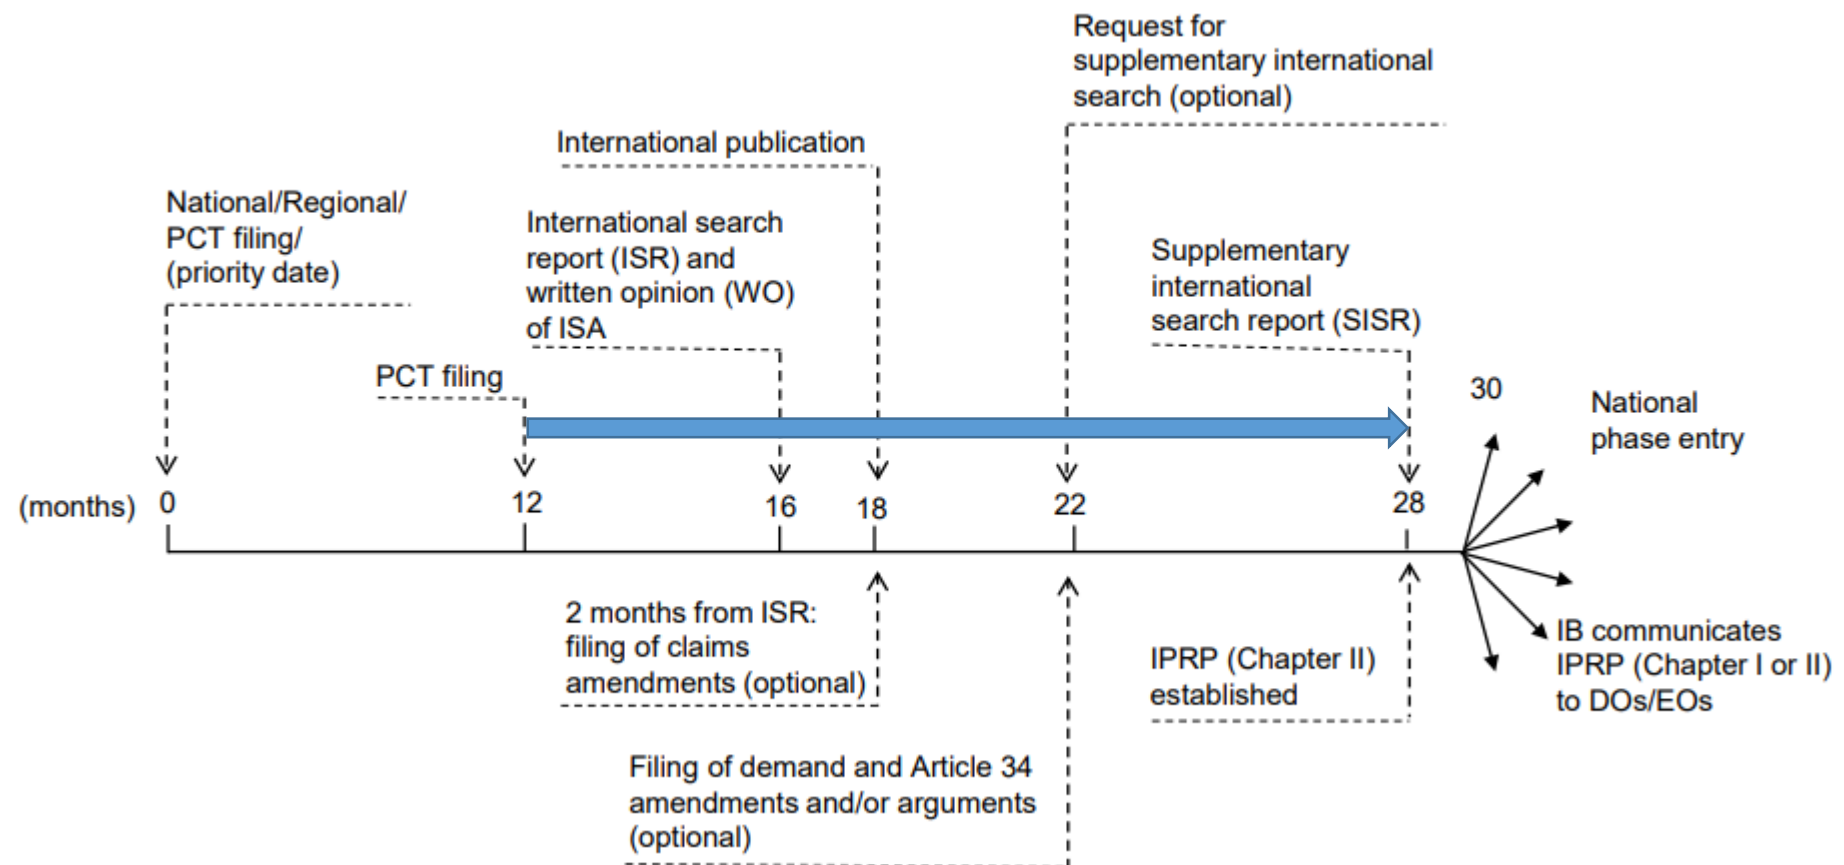 Request for
supplementary international
search (optional)
International publication
National/Regional/
PCT filing/
(priority date)
International search
report (ISR) and
written opinion (WO)
of ISA
Supplementary
international
search report (SISR)
PCT filing
30
National
phase entry
(months)
0
12
16
18
22
28
2 months from ISR:
filing of claims
amendments (optional)
IPRP (Chapter II)
established
IB communicates
IPRP (Chapter I or II)
to DOs/EOs
Filing of demand and Article 34
amendments and/or arguments
(optional)